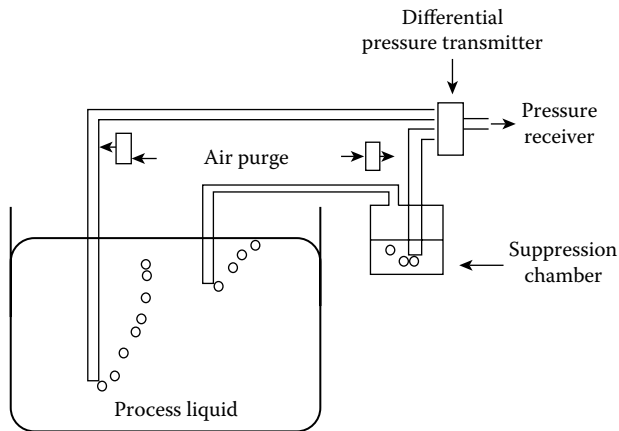 Differential
pressure transmitter
Pressure
receiver
Air purge
Suppression
chamber
Process liquid